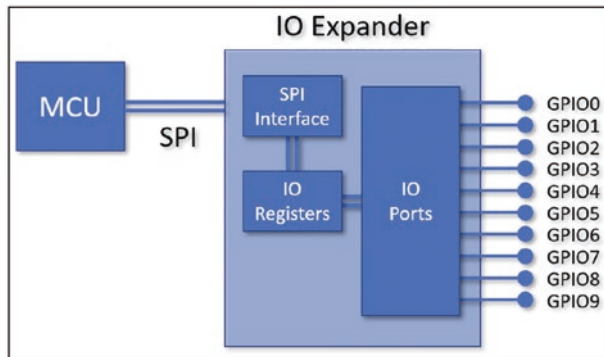 IO Expander
MCU
SPI
SPI
Interface
IO
Registers
IO
Ports
GPIO0
GPIO1
GPIO2
GPIO3
GPIO4
GPIO5
GPIO6
GPIO7
GPIO8
GPIO9